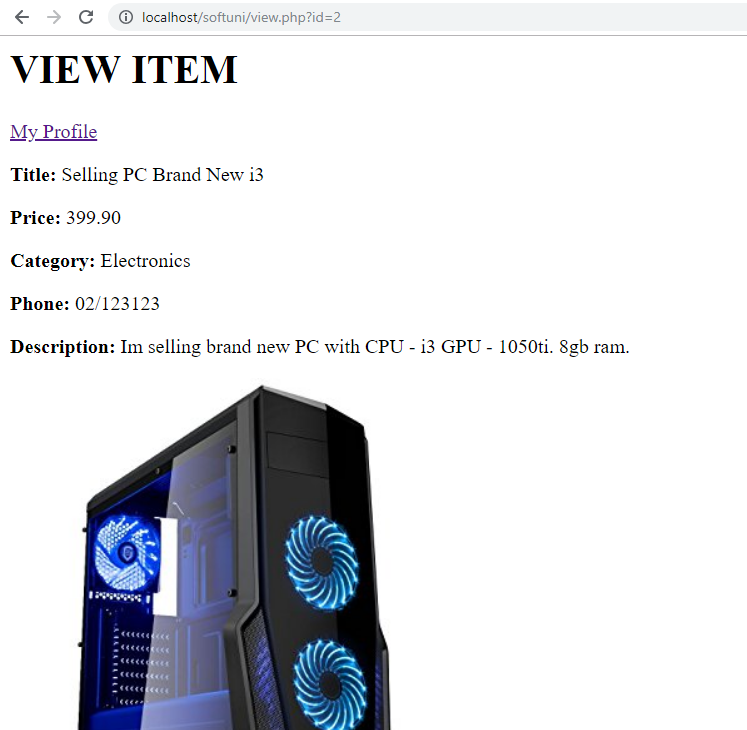 localhost/softuni/view.php?id=2
VIEW ITEM
My Profile
Title: Selling PC Brand New i3
Price: 399.90
Category: Electronics
Phone: 02/123123
Description: Im selling brand new PC with CPU - i3 GPU - 1050ti. 8gb ram.